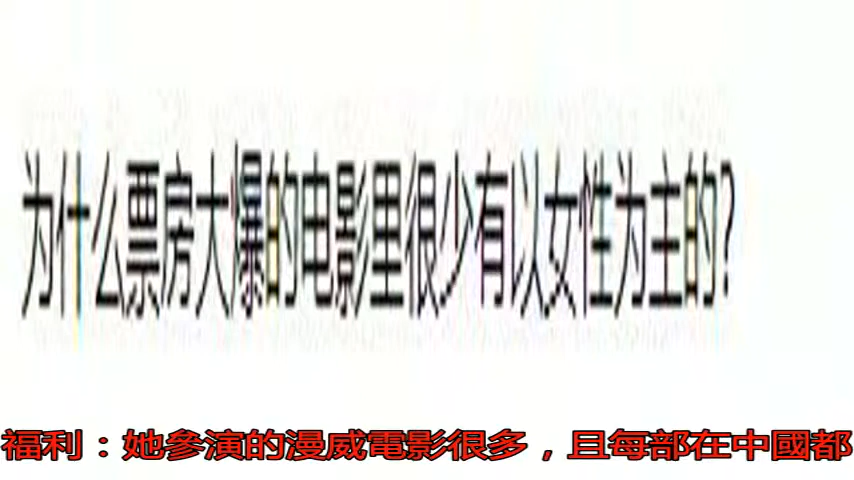 为什么票房大爆的电影里很少有以女性为主的?
福利：她參演的漫威電影很多，且每部在中國都